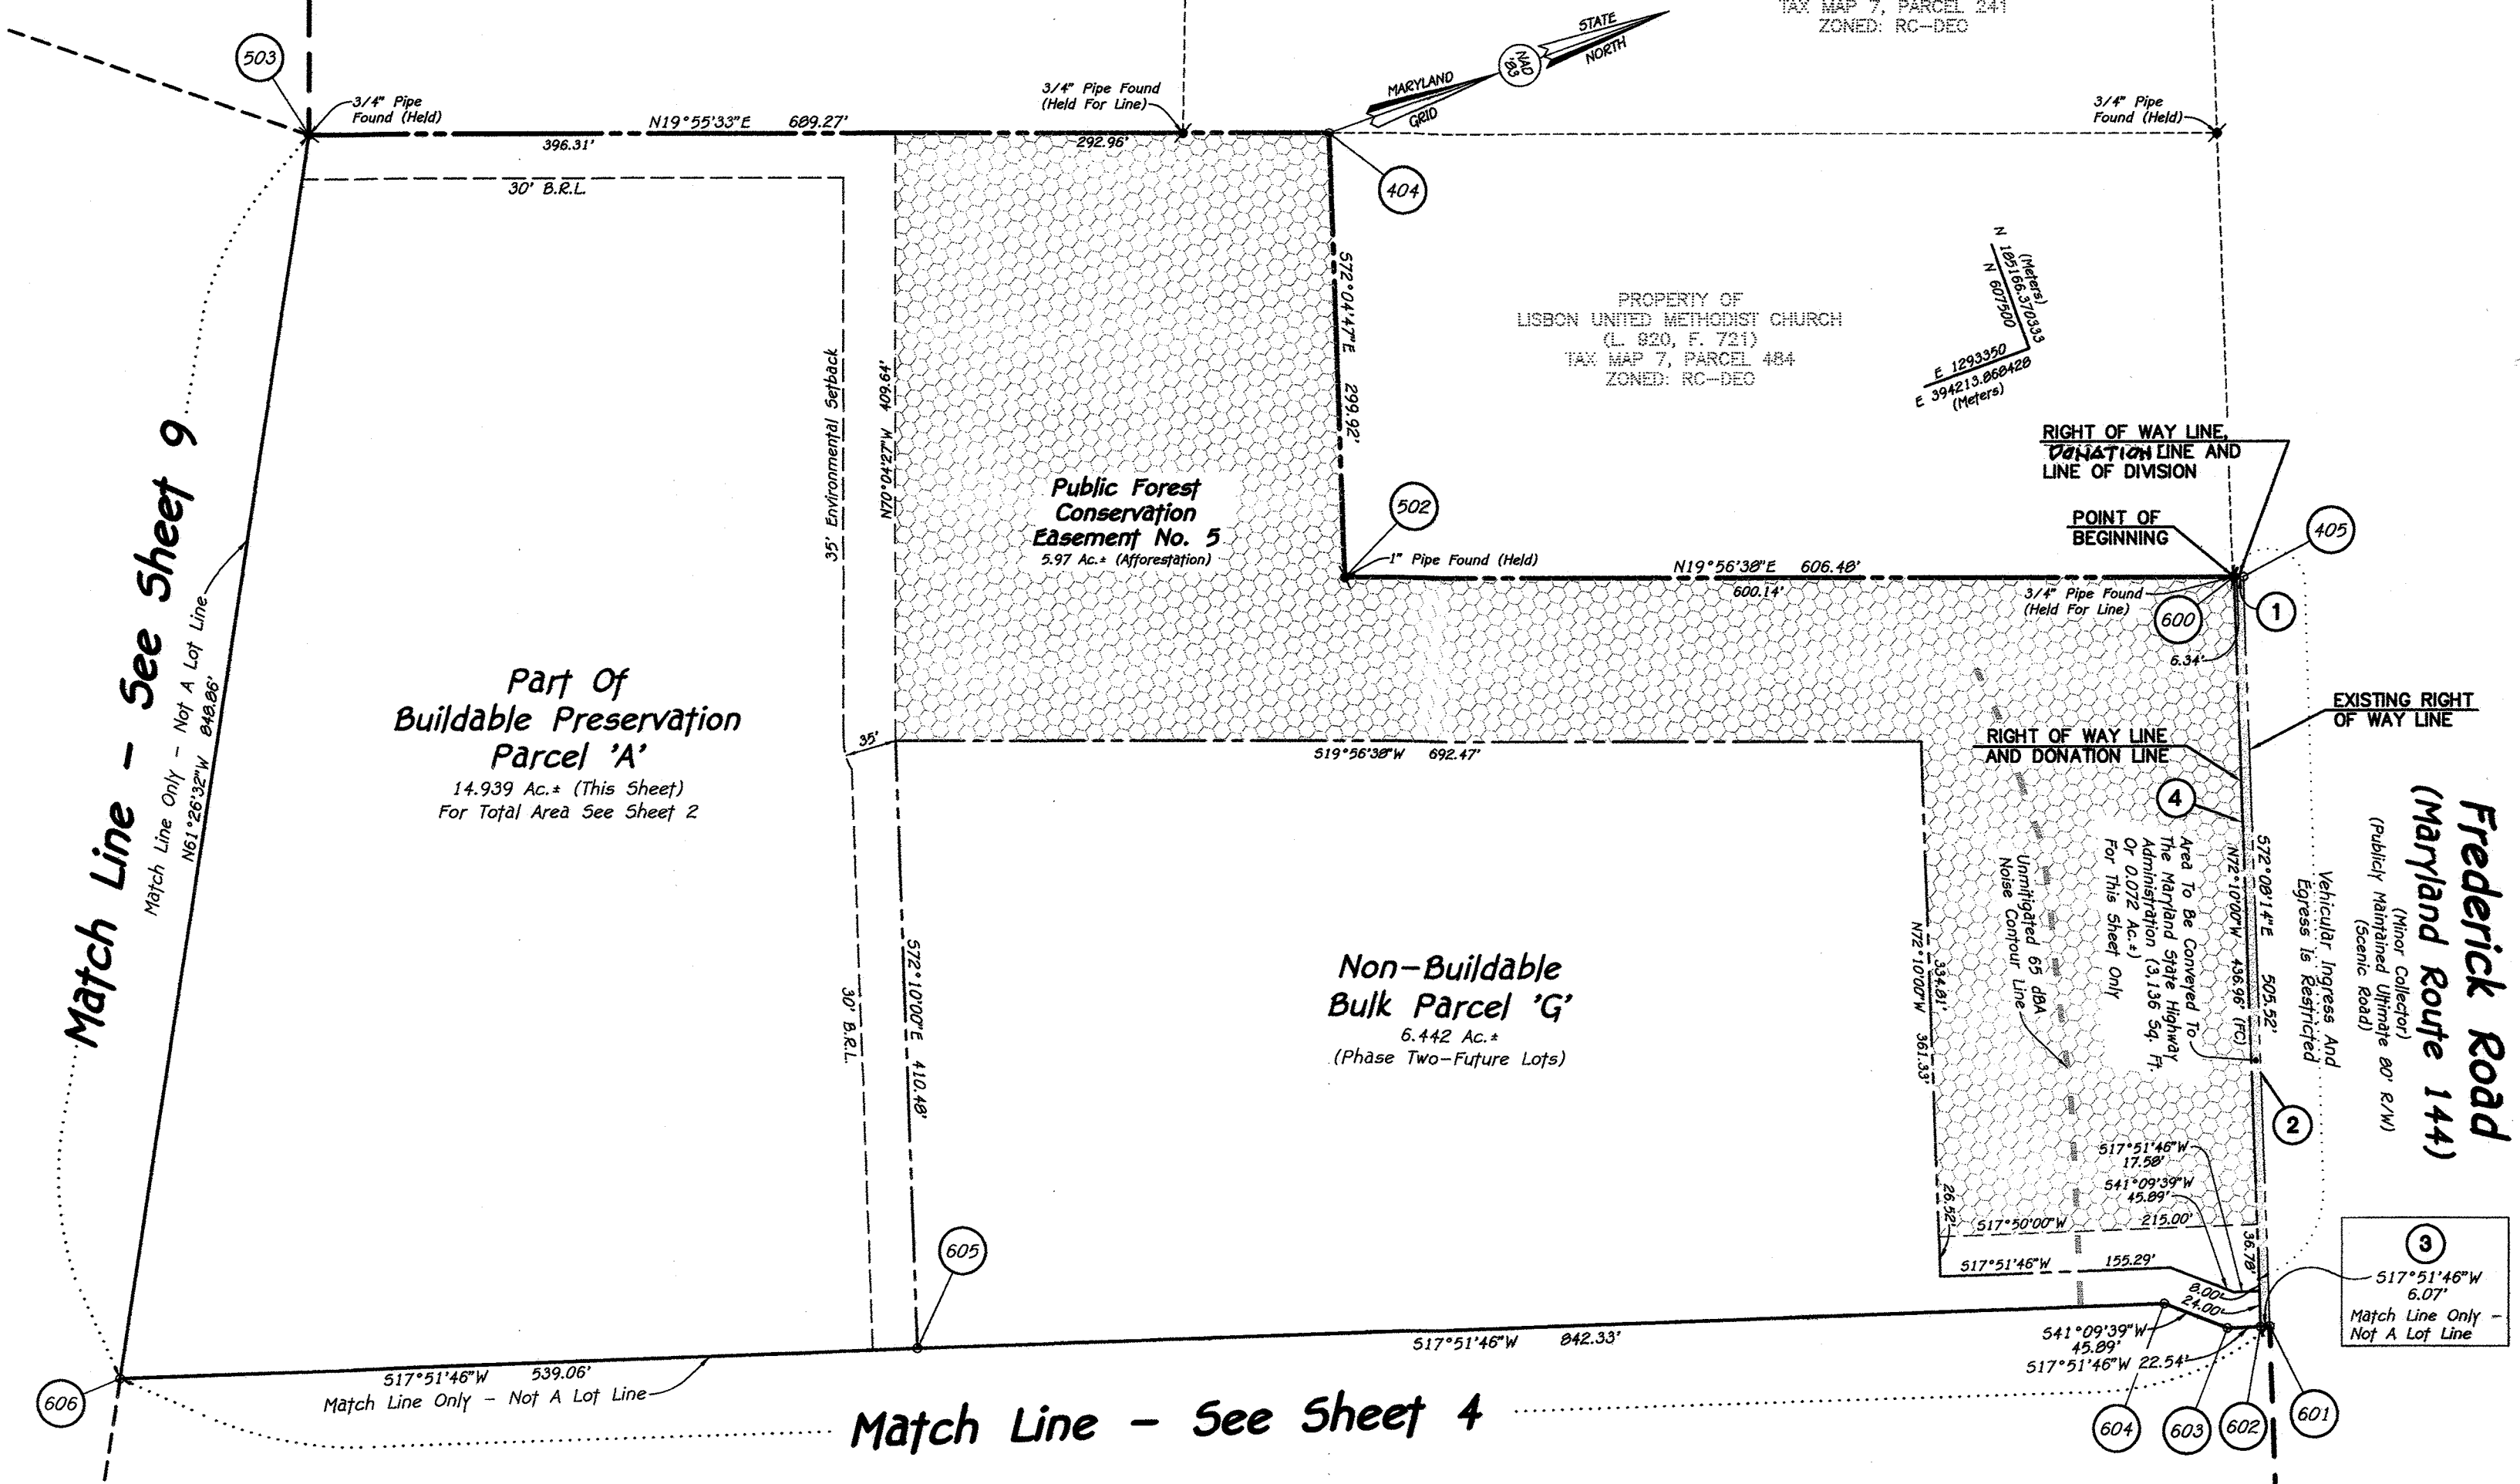 TAX MAP 7, PARCEL 241
ZONED: RC-DEO
503
3/4" Pipe
Found (Held)
N19°55'33"E 689.27'
396.31'
30' B.R.L.
3/4" Pipe Found
(Held For Line)
292.96'
MARYLAND
GRID
NAD
'83
STATE
NORTH
404
3/4" Pipe
Found (Held)
S72°04'47"E 299.92'
PROPERTY OF
LISBON UNITED METHODIST CHURCH
(L. 920, F. 721)
TAX MAP 7, PARCEL 484
ZONED: RC-DEO
(Meters)
N 185166.370333
N 607500
E 1293350
E 394213.868428
(Meters)
RIGHT OF WAY LINE,
DONATION LINE AND
LINE OF DIVISION
POINT OF
BEGINNING
405
502
1" Pipe Found (Held)
N19°56'38"E 606.48'
600.14'
3/4" Pipe Found
(Held For Line)
600
1
6.34'
35' Environmental Setback
N70°04'27"W 409.64'
Public Forest
Conservation
Easement No. 5
5.97 Ac.± (Afforestation)
Match Line - See Sheet 9
Match Line Only - Not A Lot Line
N61°26'32"W 848.86'
Part Of
Buildable Preservation
Parcel 'A'
14.939 Ac.± (This Sheet)
For Total Area See Sheet 2
35'
S19°56'38"W 692.47'
RIGHT OF WAY LINE
AND DONATION LINE
EXISTING RIGHT
OF WAY LINE
4
S72°08'14"E 505.52'
N72°10'00"W 436.96' (FC)
Area To Be Conveyed To
The Maryland State Highway
Administration (3,136 Sq. Ft.
Or 0.072 Ac.±)
For This Sheet Only
Unmitigated 65 dBA
Noise Contour Line
Vehicular Ingress And
Egress Is Restricted
Frederick Road
(Maryland Route 144)
(Minor Collector)
(Publicly Maintained Ultimate 80' R/W)
(Scenic Road)
334.81'
N72°10'00"W 361.33'
26.52'
Non-Buildable
Bulk Parcel 'G'
6.442 Ac.±
(Phase Two-Future Lots)
30' B.R.L.
S72°10'00"E 410.48'
2
S17°51'46"W
17.58'
S41°09'39"W
45.89'
S17°50'00"W 215.00'
36.78'
S17°51'46"W 155.29'
8.00'
24.00'
3
S17°51'46"W
6.07'
Match Line Only -
Not A Lot Line
605
S17°51'46"W 842.33'
S41°09'39"W
45.89'
S17°51'46"W 22.54'
606
S17°51'46"W 539.06'
Match Line Only - Not A Lot Line
Match Line - See Sheet 4
604
603
602
601